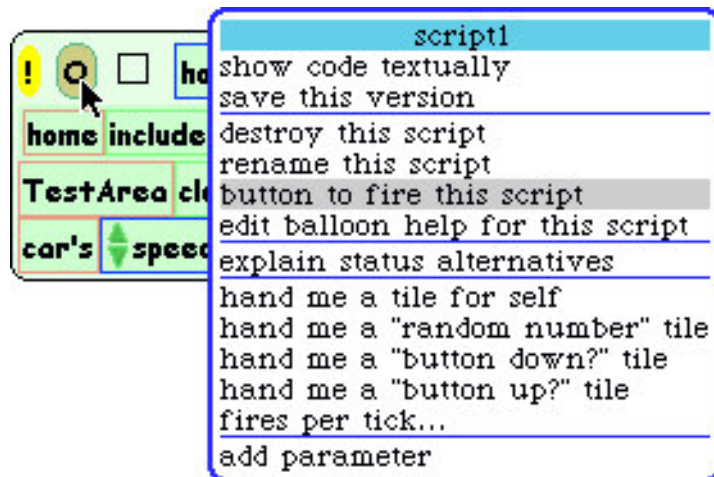 script1
! O ho
show code textually
save this version
home include
destroy this script
rename this script
TestArea cl
button to fire this script
edit balloon help for this script
car's speed
explain status alternatives
hand me a tile for self
hand me a "random number" tile
hand me a "button down?" tile
hand me a "button up?" tile
fires per tick...
add parameter